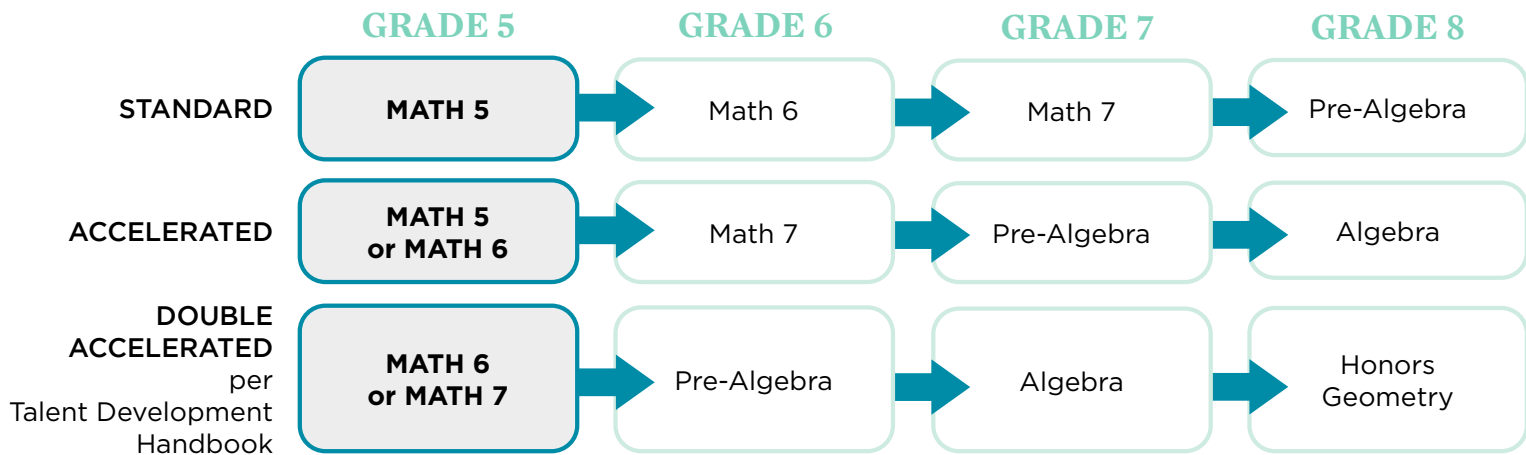 GRADE 5 GRADE 6 GRADE 7 GRADE 8
STANDARD
MATH 5
Math 6
Math 7
Pre-Algebra
ACCELERATED
MATH 5
or MATH 6
Math 7
Pre-Algebra
Algebra
DOUBLE
ACCELERATED
per
Talent Development
Handbook
MATH 6
or MATH 7
Pre-Algebra
Algebra
Honors
Geometry